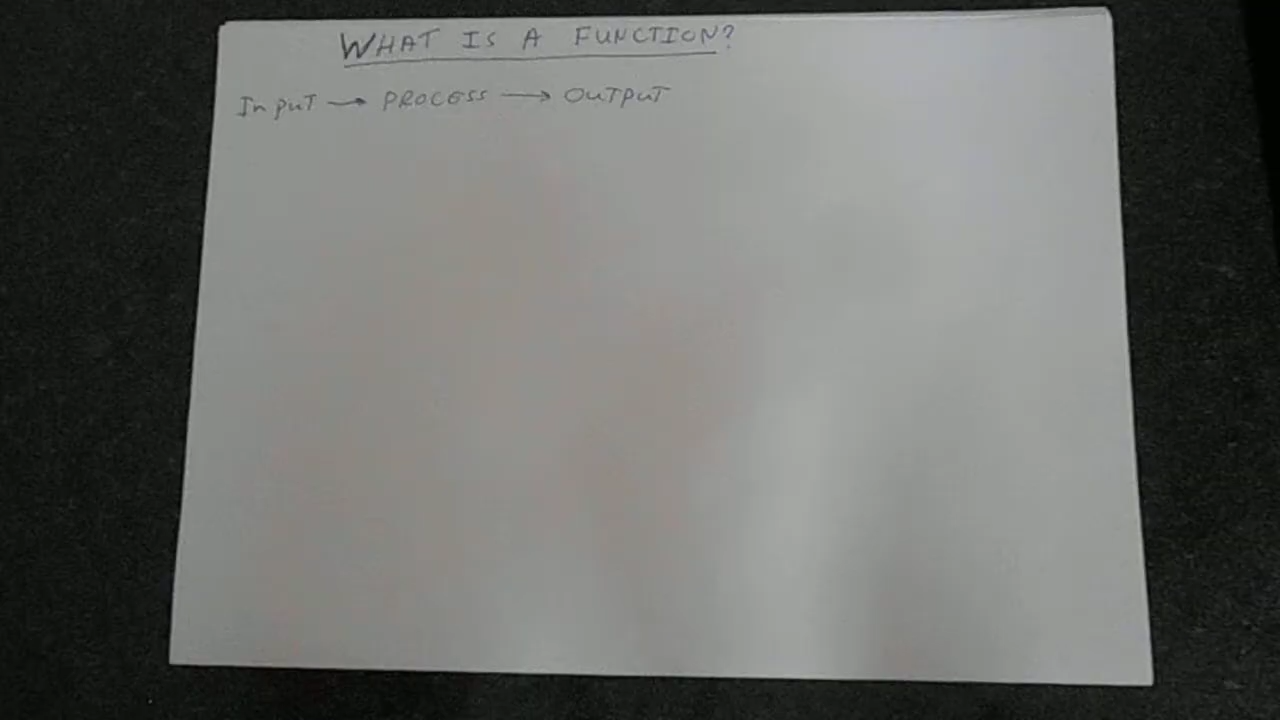 WHAT IS A FUNCTION?
Input → PROCESS → OUTPUT